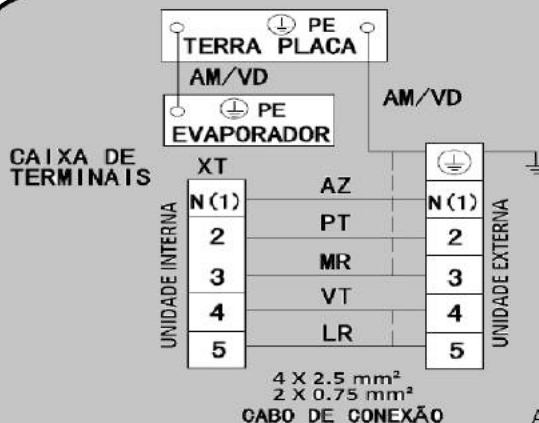 PE
TERRA PLACA
AM/VD
AM/VD
PE
EVAPORADOR
CAIXA DE
TERMINAIS
XT
UNIDADE INTERNA
N(1)
2
3
4
5
AZ
PT
MR
VT
LR
N(1)
2
3
4
5
UNIDADE EXTERNA
4 X 2.5 mm²
2 X 0.75 mm²
CABO DE CONEXÃO
A